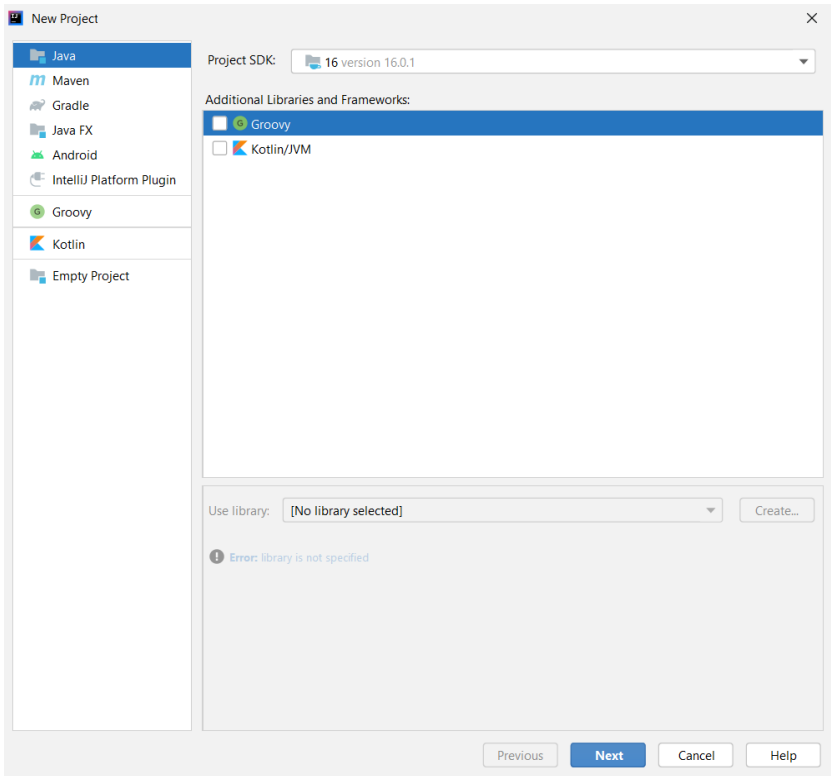 New Project
Java
Maven
Gradle
Java FX
Android
IntelliJ Platform Plugin
Groovy
Kotlin
Empty Project
Project SDK: 16 version 16.0.1
Additional Libraries and Frameworks:
Groovy
Kotlin/JVM
Use library: [No library selected] Create...
Error: library is not specified
Previous Next Cancel Help